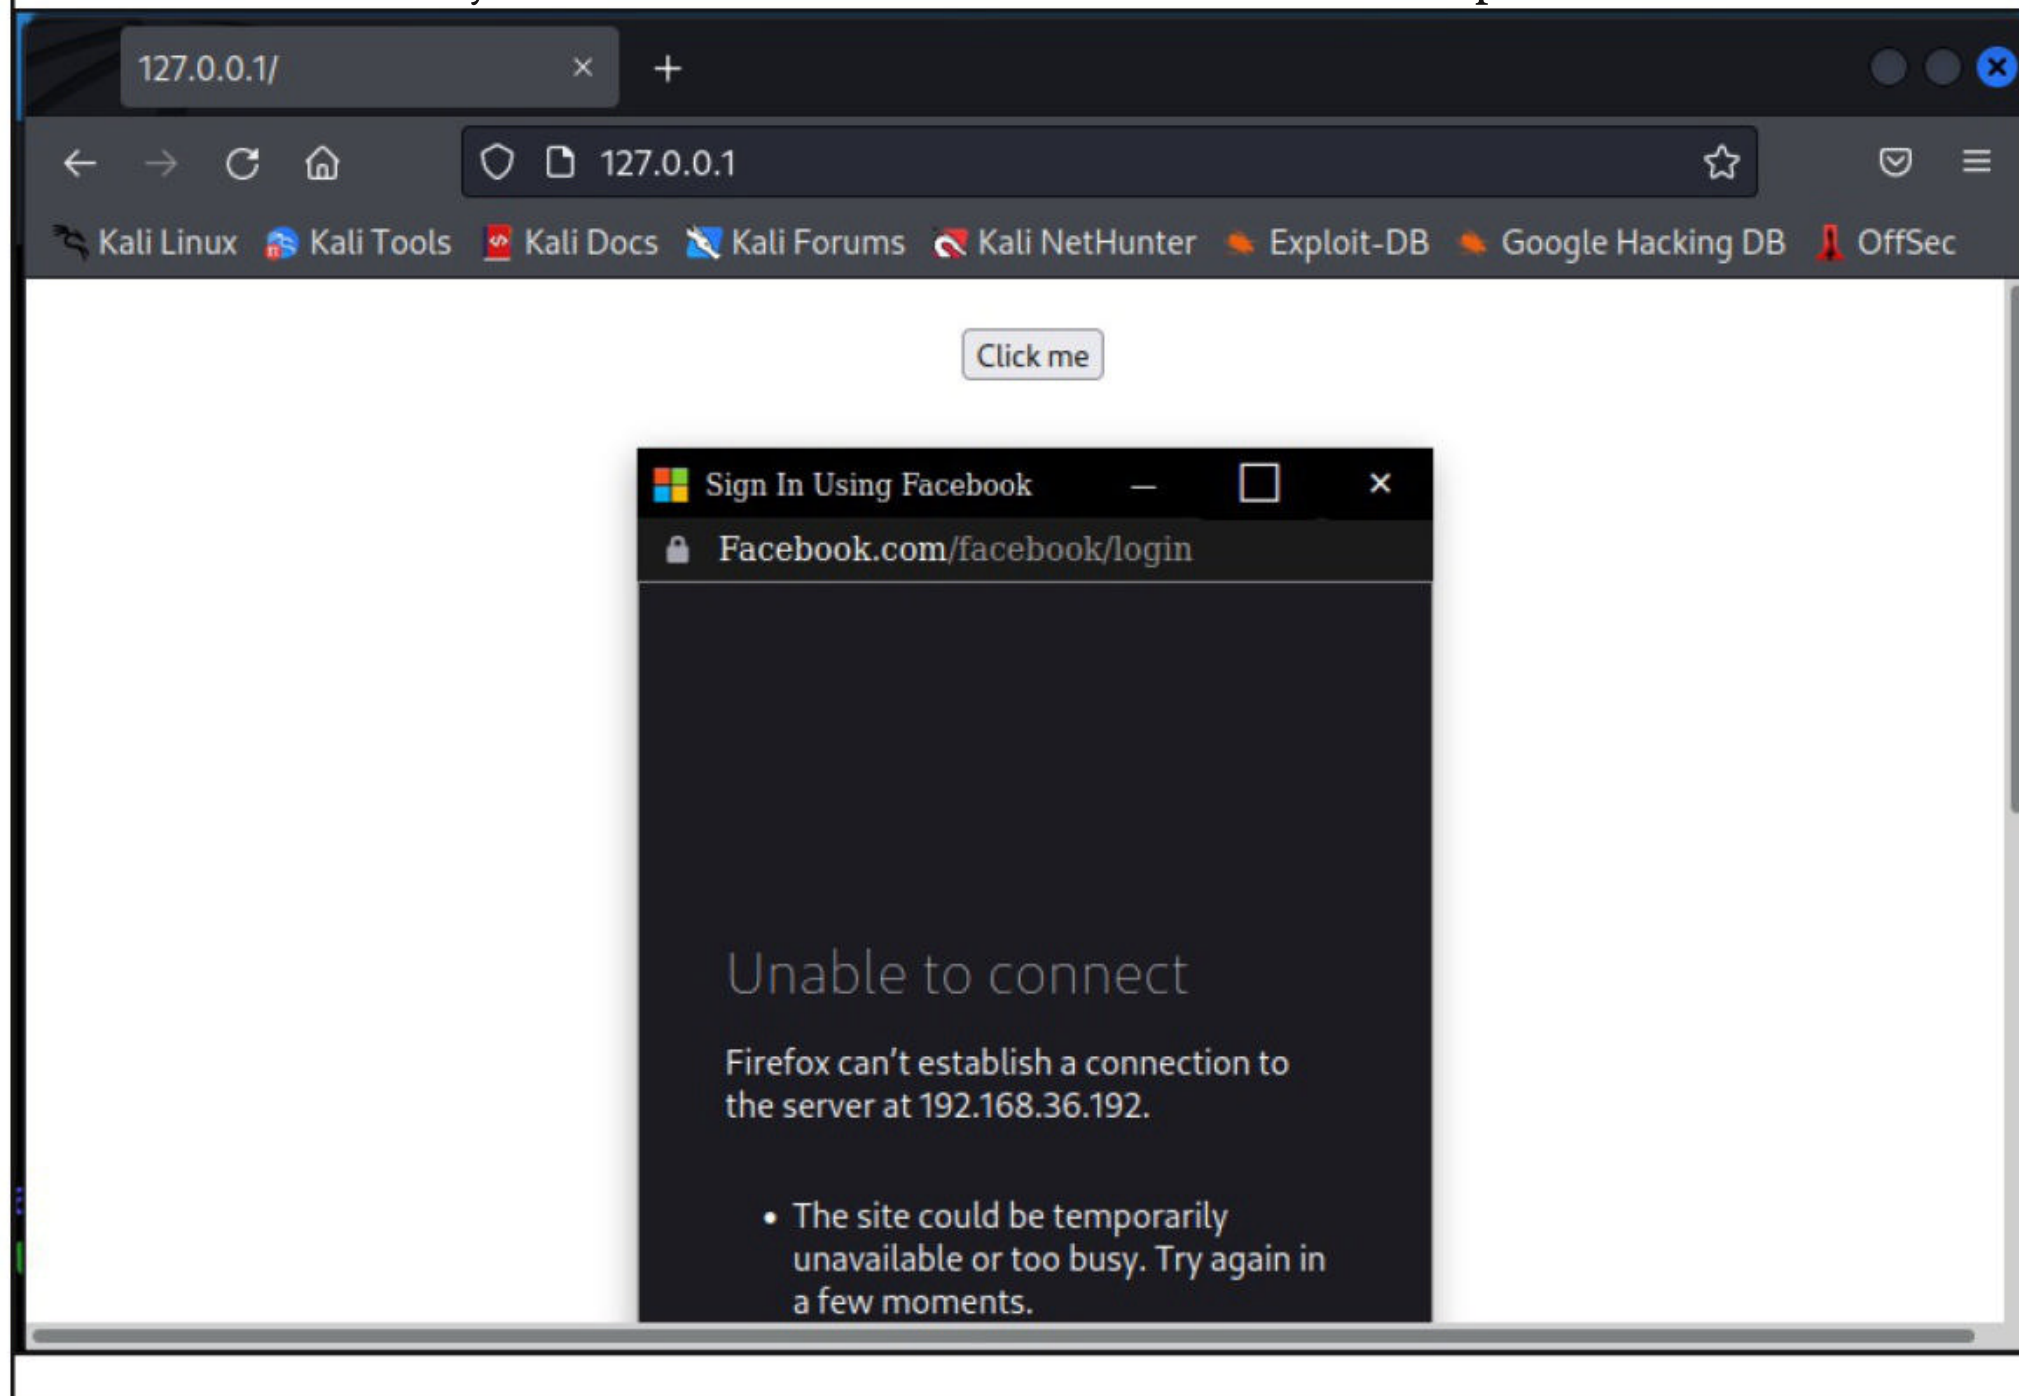 127.0.0.1/
127.0.0.1
Kali Linux Kali Tools Kali Docs Kali Forums Kali NetHunter Exploit-DB Google Hacking DB OffSec
Click me
Sign In Using Facebook
Facebook.com/facebook/login
Unable to connect
Firefox can't establish a connection to
the server at 192.168.36.192.
• The site could be temporarily
unavailable or too busy. Try again in
a few moments.